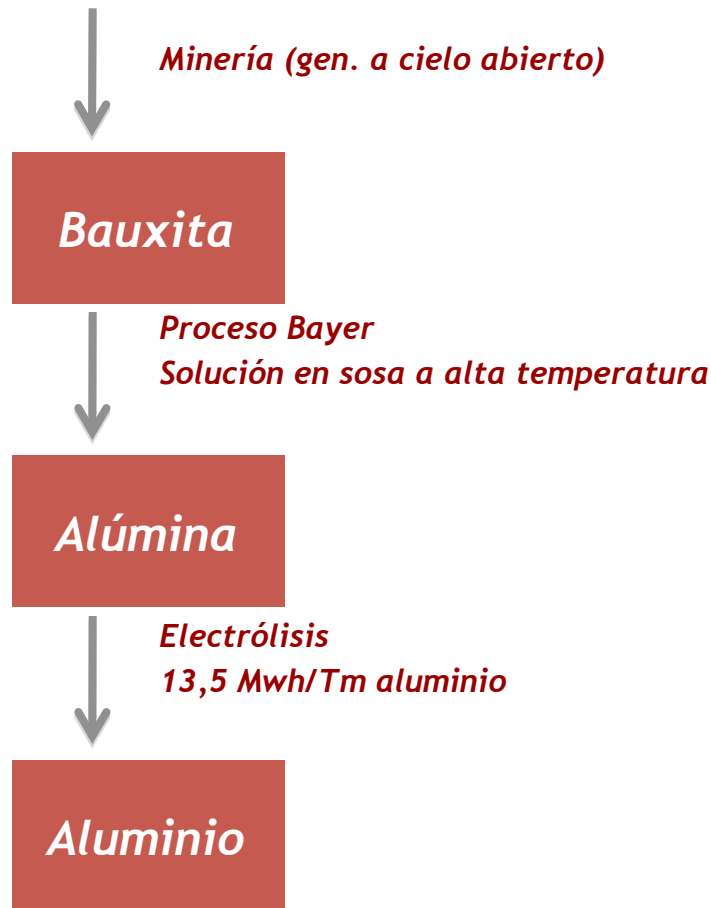 Minería (gen. a cielo abierto)
Bauxita
Proceso Bayer
Solución en sosa a alta temperatura
Alúmina
Electrólisis
13,5 Mwh/Tm aluminio
Aluminio